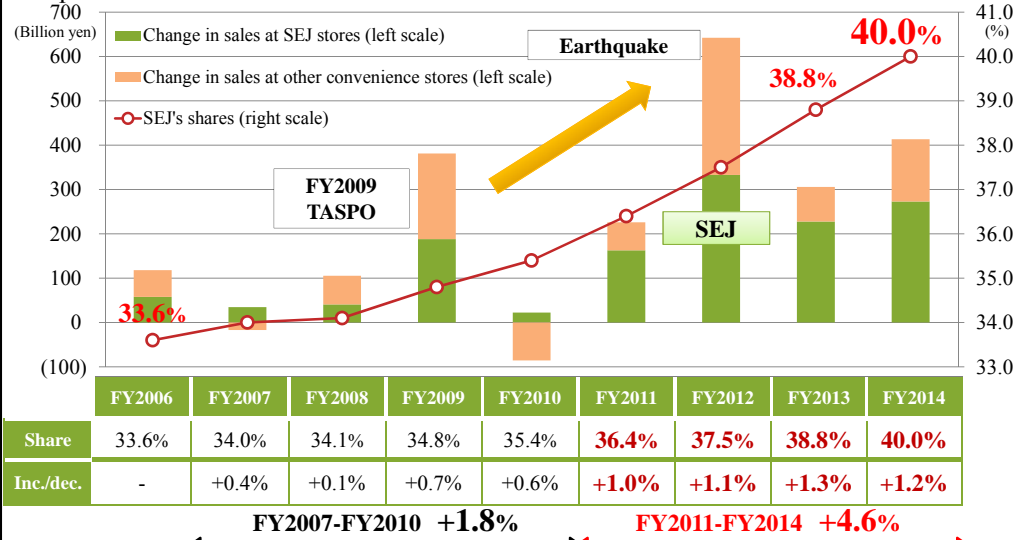 700
(Billion yen)
600
500
400
300
200
100
0
(100)
41.0
(%)
40.0
39.0
38.0
37.0
36.0
35.0
34.0
33.0
Change in sales at SEJ stores (left scale)
Change in sales at other convenience stores (left scale)
SEJ's shares (right scale)
Earthquake
FY2009
TASPO
SEJ
33.6%
38.8%
40.0%
FY2006 FY2007 FY2008 FY2009 FY2010 FY2011 FY2012 FY2013 FY2014
Share 33.6% 34.0% 34.1% 34.8% 35.4% 36.4% 37.5% 38.8% 40.0%
Inc./dec. - +0.4% +0.1% +0.7% +0.6% +1.0% +1.1% +1.3% +1.2%
FY2007-FY2010 +1.8% FY2011-FY2014 +4.6%